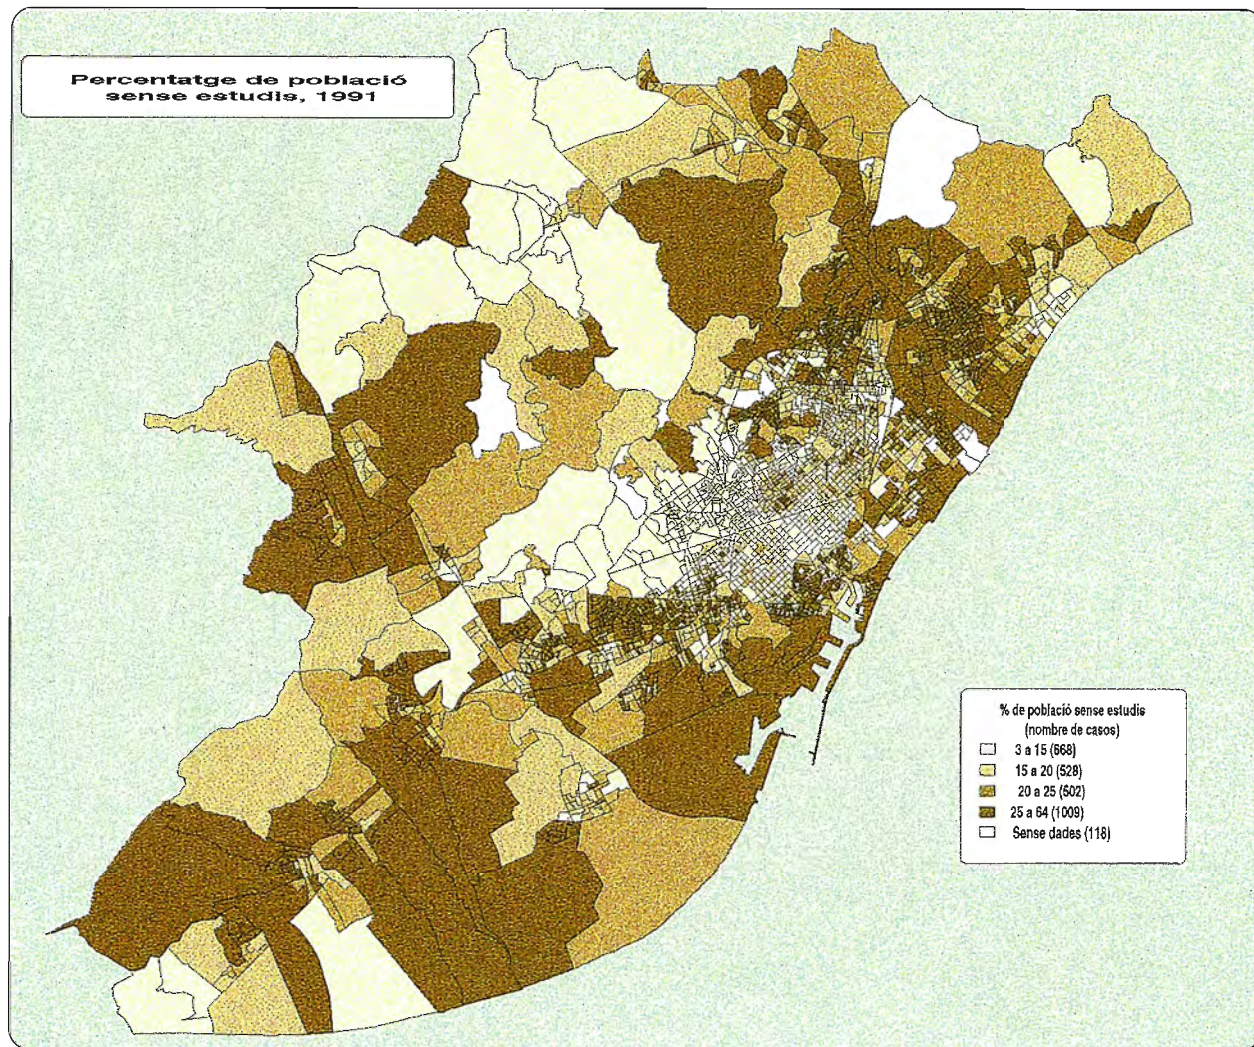 Percentatge de població
sense estudis, 1991
% de població sense estudis
(nombre de casos)
3 a 15 (668)
15 a 20 (528)
20 a 25 (502)
25 a 64 (1009)
Sense dades (118)